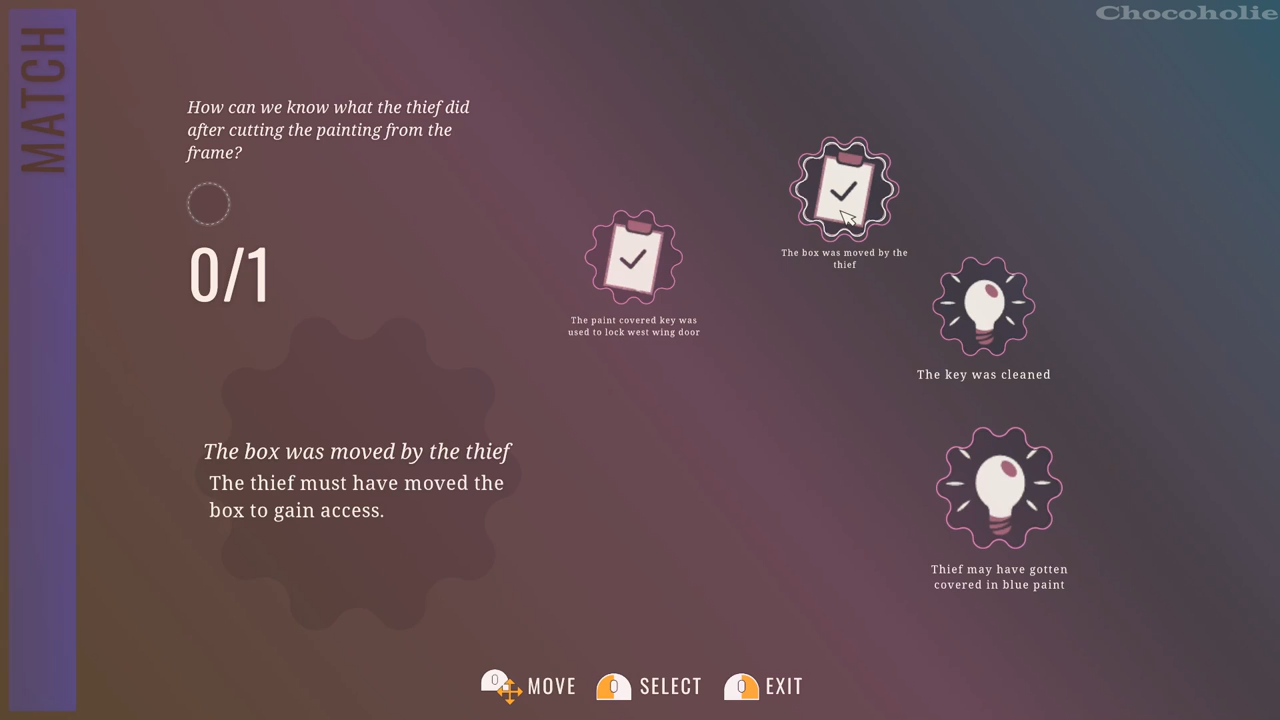 Chocoholie
MATCH
How can we know what the thief did
after cutting the painting from the
frame?
0/1
The box was moved by the
thief
The paint covered key was
used to lock west wing door
The key was cleaned
The box was moved by the thief
The thief must have moved the
box to gain access.
Thief may have gotten
covered in blue paint
MOVE SELECT EXIT